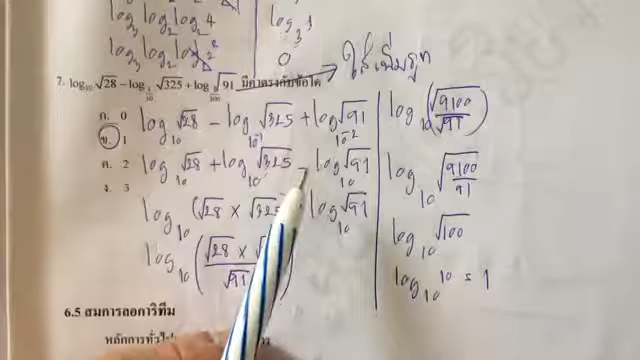 log₃ log₂ log₂ 4
log₃ log₂ log₂ 2²
log₃ 1
0
ใส่เพิ่มรูท
7. log₁₀ √28 – log_(1/10) √325 + log_(1/100) √91 มีค่าตรงกับข้อใด
ก. 0
ข. 1
ค. 2
ง. 3
log₁₀ √28 – log_(10⁻¹) √325 + log_(10⁻²) √91
log₁₀ √28 + log₁₀ √325 – log₁₀ √91
log₁₀ (√28 × √325) log₁₀ √91
log₁₀ (√28 × / √91)
log₁₀ (√9100 / √91)
log₁₀ √(9100/91)
log₁₀ √100
log₁₀ 10 = 1
6.5 สมการลอการิทึม